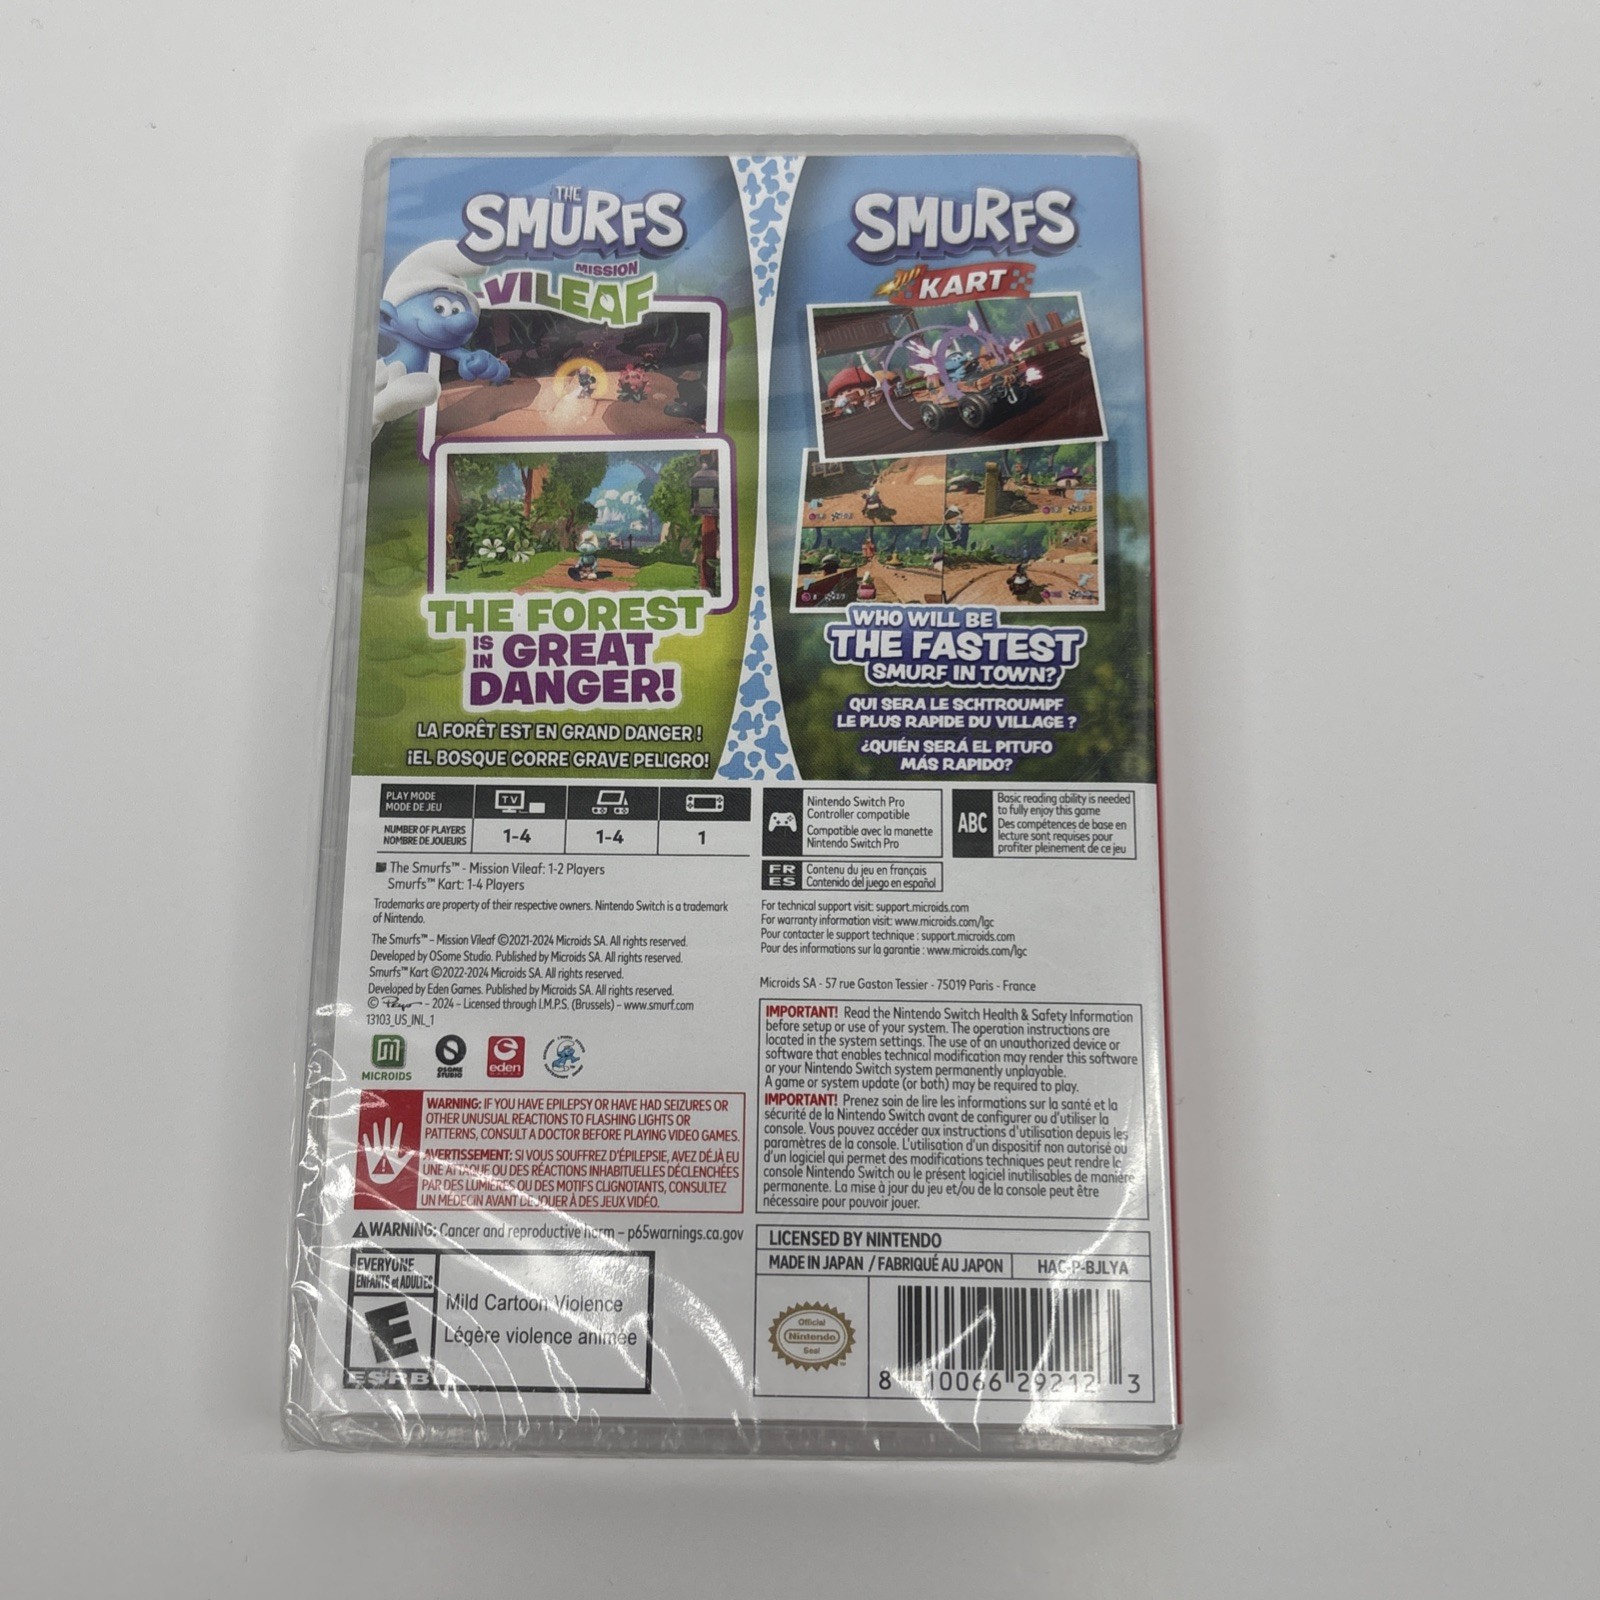 THE
SMURFS
MISSION
VILEAF
THE FOREST
IS IN GREAT
DANGER!
LA FORÊT EST EN GRAND DANGER !
¡EL BOSQUE CORRE GRAVE PELIGRO!
SMURFS
KART
WHO WILL BE
THE FASTEST
SMURF IN TOWN?
QUI SERA LE SCHTROUMPF
LE PLUS RAPIDE DU VILLAGE ?
¿QUIÉN SERÁ EL PITUFO
MÁS RAPIDO?
PLAY MODE
MODE DE JEU
TV
NUMBER OF PLAYERS
NOMBRE DE JOUEURS
1-4
1-4
1
The Smurfs™ - Mission Vileaf: 1-2 Players
Smurfs™ Kart: 1-4 Players
Trademarks are property of their respective owners. Nintendo Switch is a trademark
of Nintendo.
The Smurfs™ – Mission Vileaf ©2021-2024 Microids SA. All rights reserved.
Developed by OSome Studio. Published by Microids SA. All rights reserved.
Smurfs™ Kart ©2022-2024 Microids SA. All rights reserved.
Developed by Eden Games. Published by Microids SA. All rights reserved.
© Peyo – 2024 – Licensed through I.M.P.S. (Brussels) – www.smurf.com
13103_US_INL_1
MICROIDS
OSOME
STUDIO
eden
GAMES
WARNING: IF YOU HAVE EPILEPSY OR HAVE HAD SEIZURES OR
OTHER UNUSUAL REACTIONS TO FLASHING LIGHTS OR
PATTERNS, CONSULT A DOCTOR BEFORE PLAYING VIDEO GAMES.
AVERTISSEMENT: SI VOUS SOUFFREZ D'ÉPILEPSIE, AVEZ DÉJÀ EU
UNE ATTAQUE OU DES RÉACTIONS INHABITUELLES DÉCLENCHÉES
PAR DES LUMIÈRES OU DES MOTIFS CLIGNOTANTS, CONSULTEZ
UN MÉDECIN AVANT DE JOUER À DES JEUX VIDÉO.
WARNING: Cancer and reproductive harm – p65warnings.ca.gov
EVERYONE
ENFANTS et ADULTES
E
ESRB
Mild Cartoon Violence
Légère violence animée
Nintendo Switch Pro
Controller compatible
Compatible avec la manette
Nintendo Switch Pro
ABC
Basic reading ability is needed
to fully enjoy this game
Des compétences de base en
lecture sont requises pour
profiter pleinement de ce jeu
FR
ES
Contenu du jeu en français
Contenido del juego en español
For technical support visit: support.microids.com
For warranty information visit: www.microids.com/lgc
Pour contacter le support technique : support.microids.com
Pour des informations sur la garantie : www.microids.com/lgc
Microids SA - 57 rue Gaston Tessier - 75019 Paris - France
IMPORTANT! Read the Nintendo Switch Health & Safety Information
before setup or use of your system. The operation instructions are
located in the system settings. The use of an unauthorized device or
software that enables technical modification may render this software
or your Nintendo Switch system permanently unplayable.
A game or system update (or both) may be required to play.
IMPORTANT! Prenez soin de lire les informations sur la santé et la
sécurité de la Nintendo Switch avant de configurer ou d'utiliser la
console. Vous pouvez accéder aux instructions d'utilisation depuis les
paramètres de la console. L'utilisation d'un dispositif non autorisé ou
d'un logiciel qui permet des modifications techniques peut rendre la
console Nintendo Switch ou le présent logiciel inutilisables de manière
permanente. La mise à jour du jeu et/ou de la console peut être
nécessaire pour pouvoir jouer.
LICENSED BY NINTENDO
MADE IN JAPAN / FABRIQUÉ AU JAPON
HAC-P-BJLYA
Official
Nintendo
Seal
8 10066 29212 3